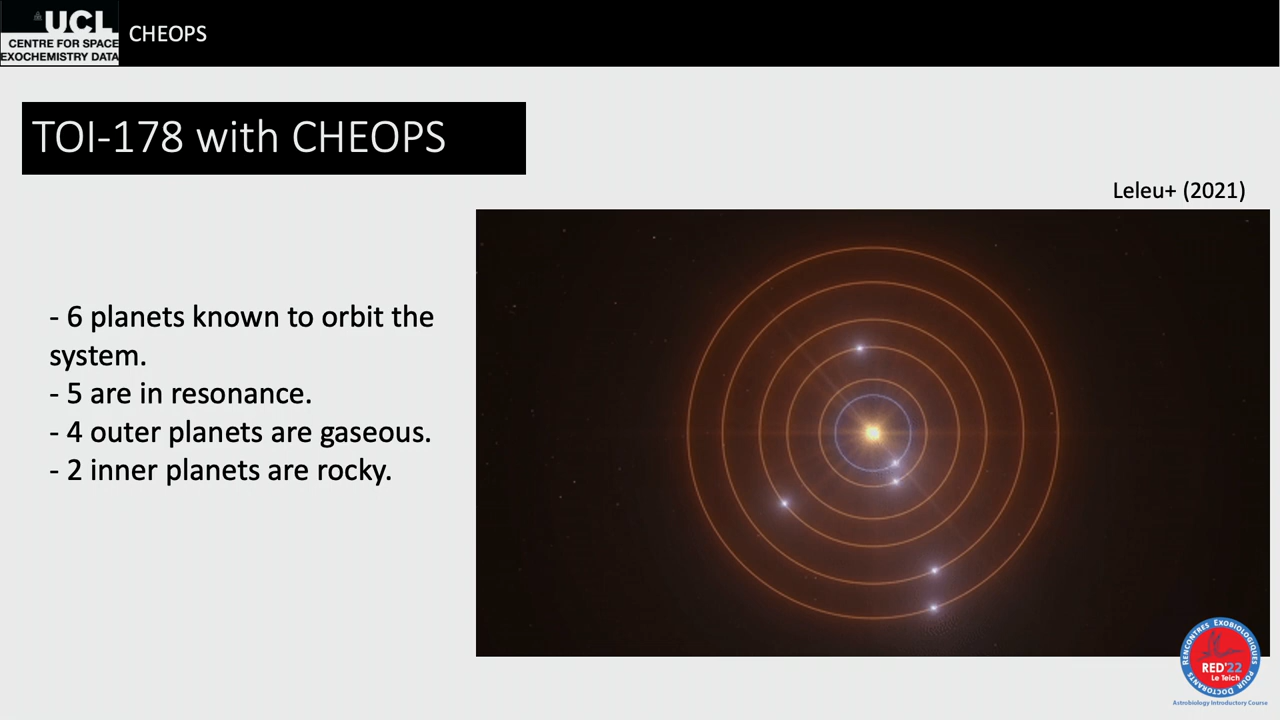 UCL
CENTRE FOR SPACE
EXOCHEMISTRY DATA
CHEOPS
TOI-178 with CHEOPS
Leleu+ (2021)
- 6 planets known to orbit the
system.
- 5 are in resonance.
- 4 outer planets are gaseous.
- 2 inner planets are rocky.
RENCONTRES EXOBIOLOGIQUES
POUR DOCTORANTS
RED'22
Le Teich
Astrobiology Introductory Course